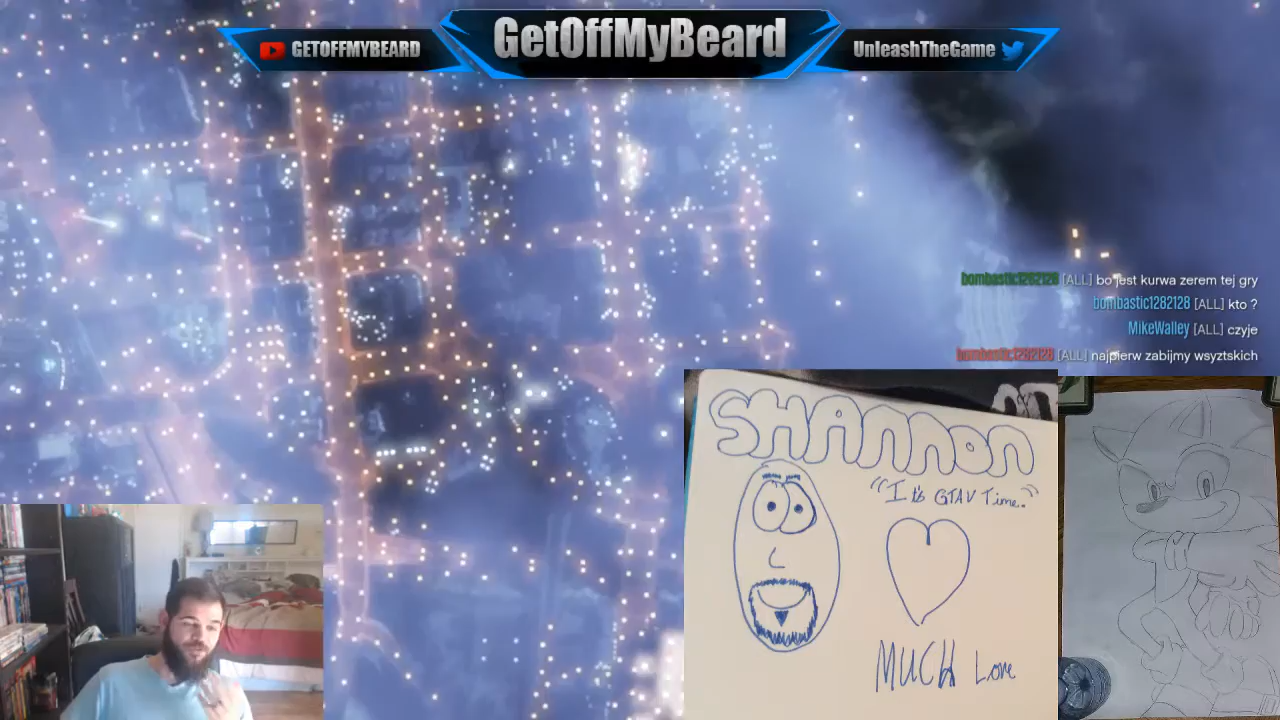 GETOFFMYBEARD
GetOffMyBeard
UnleashTheGame
bombastic1282128 [ALL] bo jest kurwa zerem tej gry
bombastic1282128 [ALL] kto ?
MikeWalley [ALL] czyje
bombastic1282128 [ALL] najpierw zabijmy wsyztskich
SHANNON
"It's GTAV Time."
MUCH Love